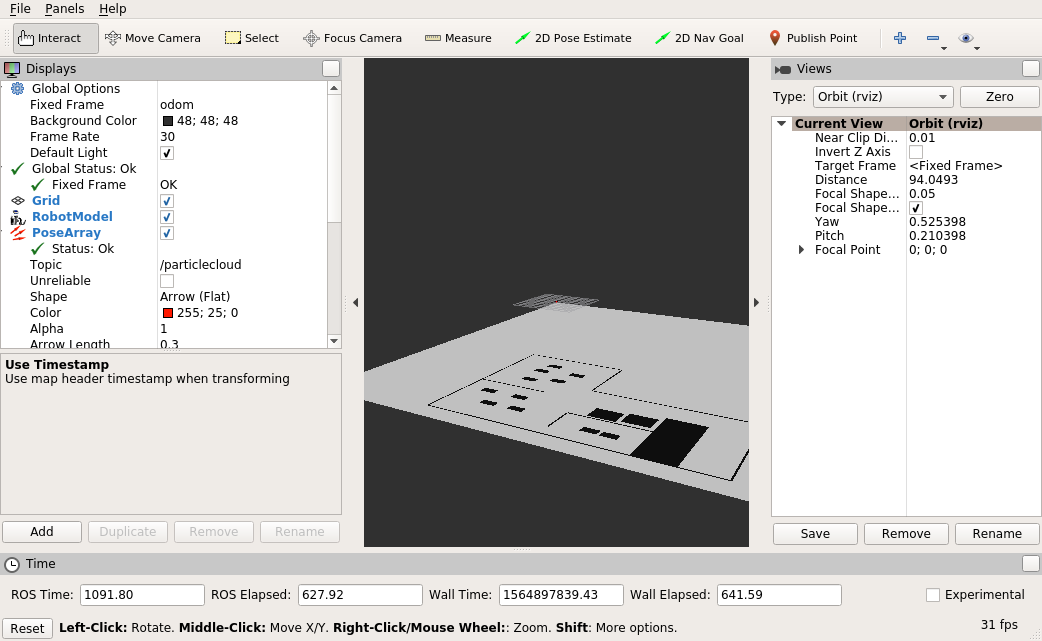 File Panels Help
Interact Move Camera Select Focus Camera Measure 2D Pose Estimate 2D Nav Goal Publish Point
Displays
Global Options
Fixed Frame odom
Background Color 48; 48; 48
Frame Rate 30
Default Light
Global Status: Ok
Fixed Frame OK
Grid
RobotModel
PoseArray
Status: Ok
Topic /particlecloud
Unreliable
Shape Arrow (Flat)
Color 255; 25; 0
Alpha 1
Arrow Length 0.3
Use Timestamp
Use map header timestamp when transforming
Add Duplicate Remove Rename
Views
Type: Orbit (rviz) Zero
Current View Orbit (rviz)
Near Clip Di... 0.01
Invert Z Axis
Target Frame <Fixed Frame>
Distance 94.0493
Focal Shape... 0.05
Focal Shape...
Yaw 0.525398
Pitch 0.210398
Focal Point 0; 0; 0
Save Remove Rename
Time
ROS Time: 1091.80 ROS Elapsed: 627.92 Wall Time: 1564897839.43 Wall Elapsed: 641.59 Experimental
Reset Left-Click: Rotate. Middle-Click: Move X/Y. Right-Click/Mouse Wheel:: Zoom. Shift: More options. 31 fps